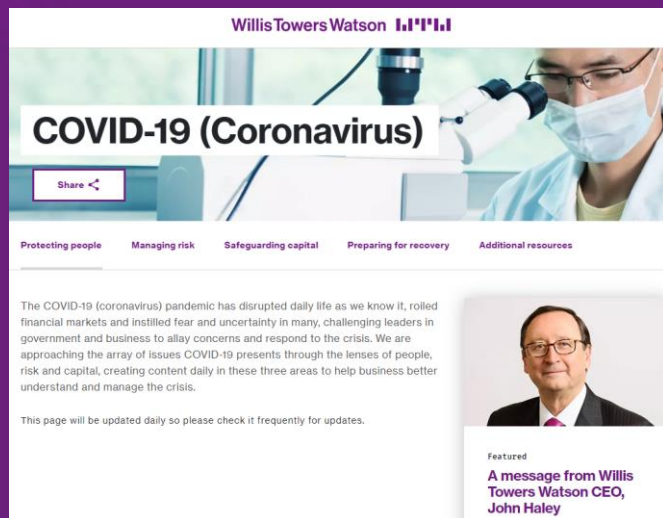 Willis Towers Watson
COVID-19 (Coronavirus)
Share
Protecting people Managing risk Safeguarding capital Preparing for recovery Additional resources
The COVID-19 (coronavirus) pandemic has disrupted daily life as we know it, roiled
financial markets and instilled fear and uncertainty in many, challenging leaders in
government and business to allay concerns and respond to the crisis. We are
approaching the array of issues COVID-19 presents through the lenses of people,
risk and capital, creating content daily in these three areas to help business better
understand and manage the crisis.
This page will be updated daily so please check it frequently for updates.
Featured
A message from Willis
Towers Watson CEO,
John Haley